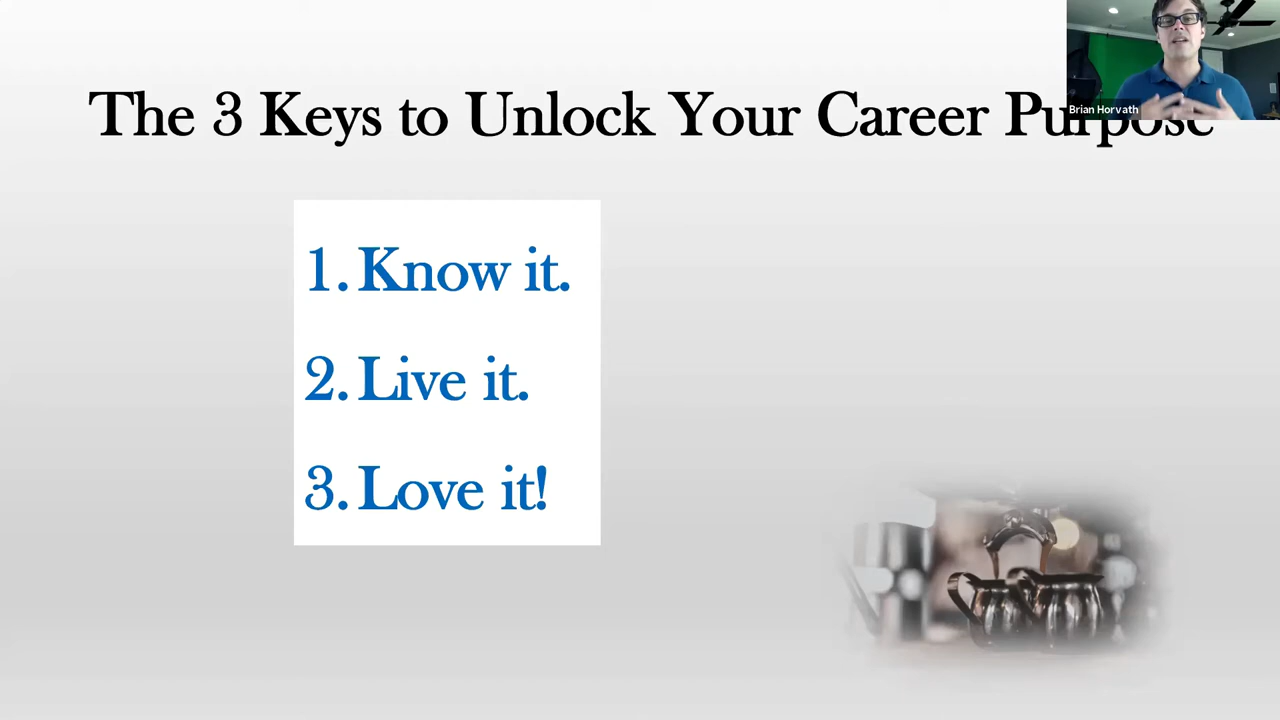 The 3 Keys to Unlock Your Career Purpose
Brian Horvath
1. Know it.
2. Live it.
3. Love it!